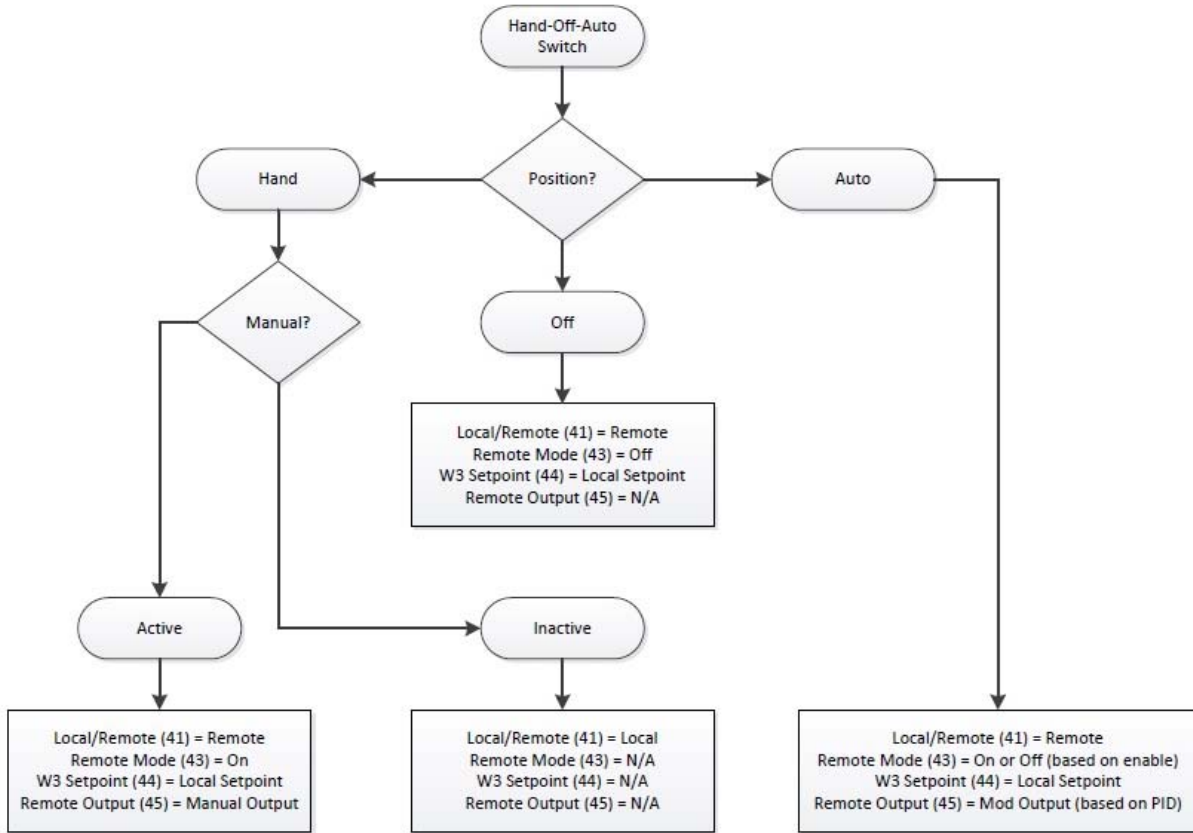 Hand-Off-Auto
Switch
Hand
Position?
Auto
Manual?
Off
Local/Remote (41) = Remote
Remote Mode (43) = Off
W3 Setpoint (44) = Local Setpoint
Remote Output (45) = N/A
Active
Inactive
Local/Remote (41) = Remote
Remote Mode (43) = On
W3 Setpoint (44) = Local Setpoint
Remote Output (45) = Manual Output
Local/Remote (41) = Local
Remote Mode (43) = N/A
W3 Setpoint (44) = N/A
Remote Output (45) = N/A
Local/Remote (41) = Remote
Remote Mode (43) = On or Off (based on enable)
W3 Setpoint (44) = Local Setpoint
Remote Output (45) = Mod Output (based on PID)